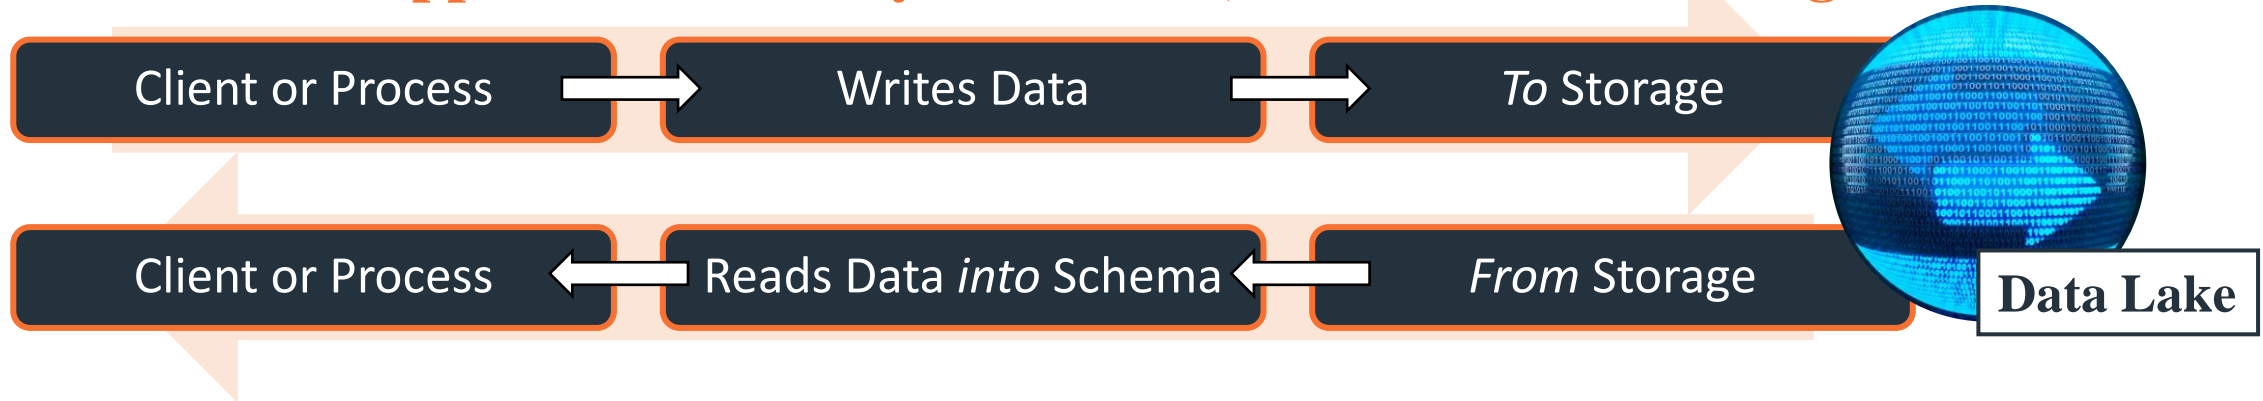 Client or Process Writes Data To Storage
Client or Process Reads Data into Schema From Storage
Data Lake